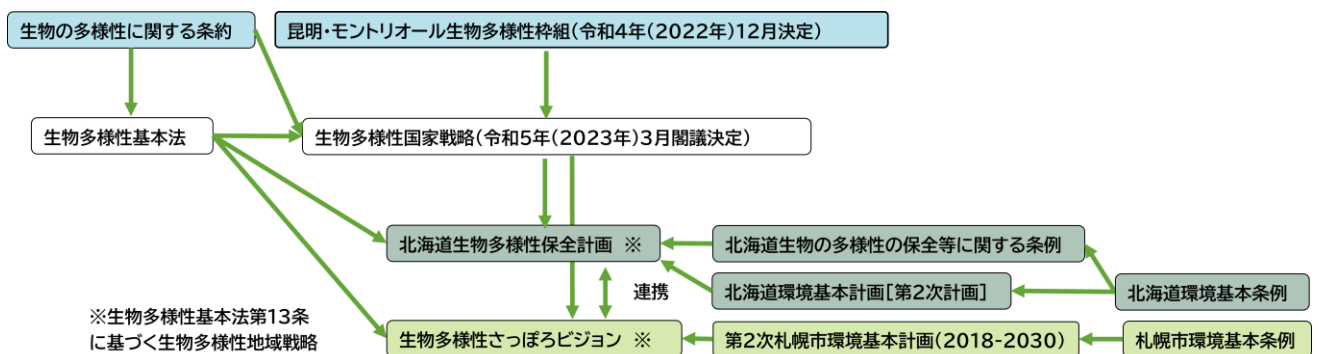 生物の多様性に関する条約
昆明・モントリオール生物多様性枠組(令和4年(2022年)12月決定)
生物多様性基本法
生物多様性国家戦略(令和5年(2023年)3月閣議決定)
北海道生物多様性保全計画 ※
北海道生物の多様性の保全等に関する条例
連携
北海道環境基本計画[第2次計画]
北海道環境基本条例
※生物多様性基本法第13条
に基づく生物多様性地域戦略
生物多様性さっぽろビジョン ※
第2次札幌市環境基本計画(2018-2030)
札幌市環境基本条例